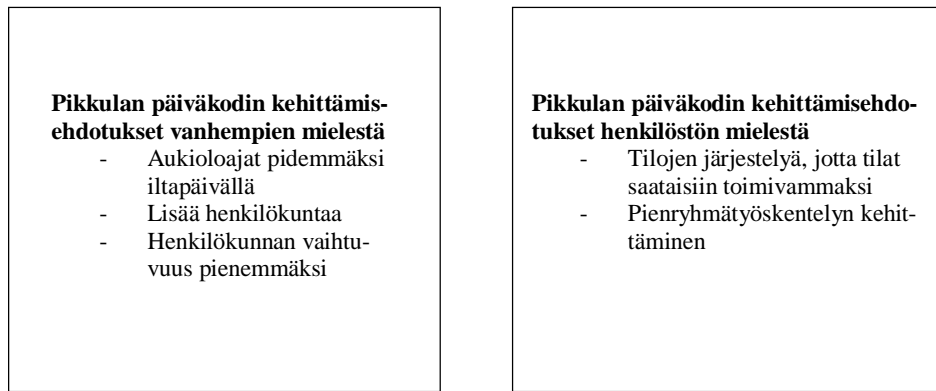 Pikkulan päiväkodin kehittämis-
ehdotukset vanhempien mielestä
- Aukioloajat pidemmäksi
iltapäivällä
- Lisää henkilökuntaa
- Henkilökunnan vaihtu-
vuus pienemmäksi
Pikkulan päiväkodin kehittämisehdo-
tukset henkilöstön mielestä
- Tilojen järjestelyä, jotta tilat
saataisiin toimivammaksi
- Pienryhmätyöskentelyn kehit-
täminen